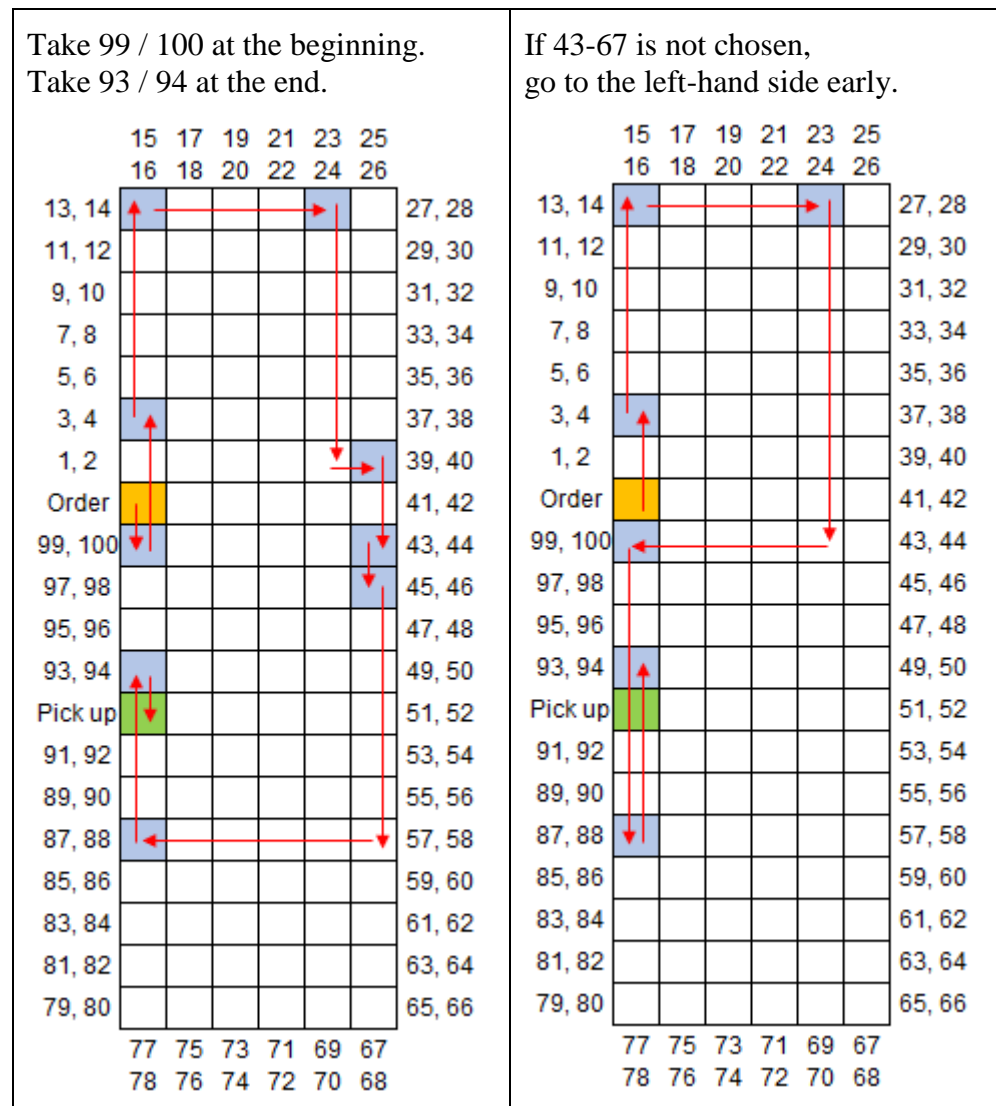 Take 99 / 100 at the beginning.
Take 93 / 94 at the end.
15 17 19 21 23 25
16 18 20 22 24 26
13, 14 27, 28
11, 12 29, 30
9, 10 31, 32
7, 8 33, 34
5, 6 35, 36
3, 4 37, 38
1, 2 39, 40
Order 41, 42
99, 100 43, 44
97, 98 45, 46
95, 96 47, 48
93, 94 49, 50
Pick up 51, 52
91, 92 53, 54
89, 90 55, 56
87, 88 57, 58
85, 86 59, 60
83, 84 61, 62
81, 82 63, 64
79, 80 65, 66
77 75 73 71 69 67
78 76 74 72 70 68
If 43-67 is not chosen,
go to the left-hand side early.
15 17 19 21 23 25
16 18 20 22 24 26
13, 14 27, 28
11, 12 29, 30
9, 10 31, 32
7, 8 33, 34
5, 6 35, 36
3, 4 37, 38
1, 2 39, 40
Order 41, 42
99, 100 43, 44
97, 98 45, 46
95, 96 47, 48
93, 94 49, 50
Pick up 51, 52
91, 92 53, 54
89, 90 55, 56
87, 88 57, 58
85, 86 59, 60
83, 84 61, 62
81, 82 63, 64
79, 80 65, 66
77 75 73 71 69 67
78 76 74 72 70 68